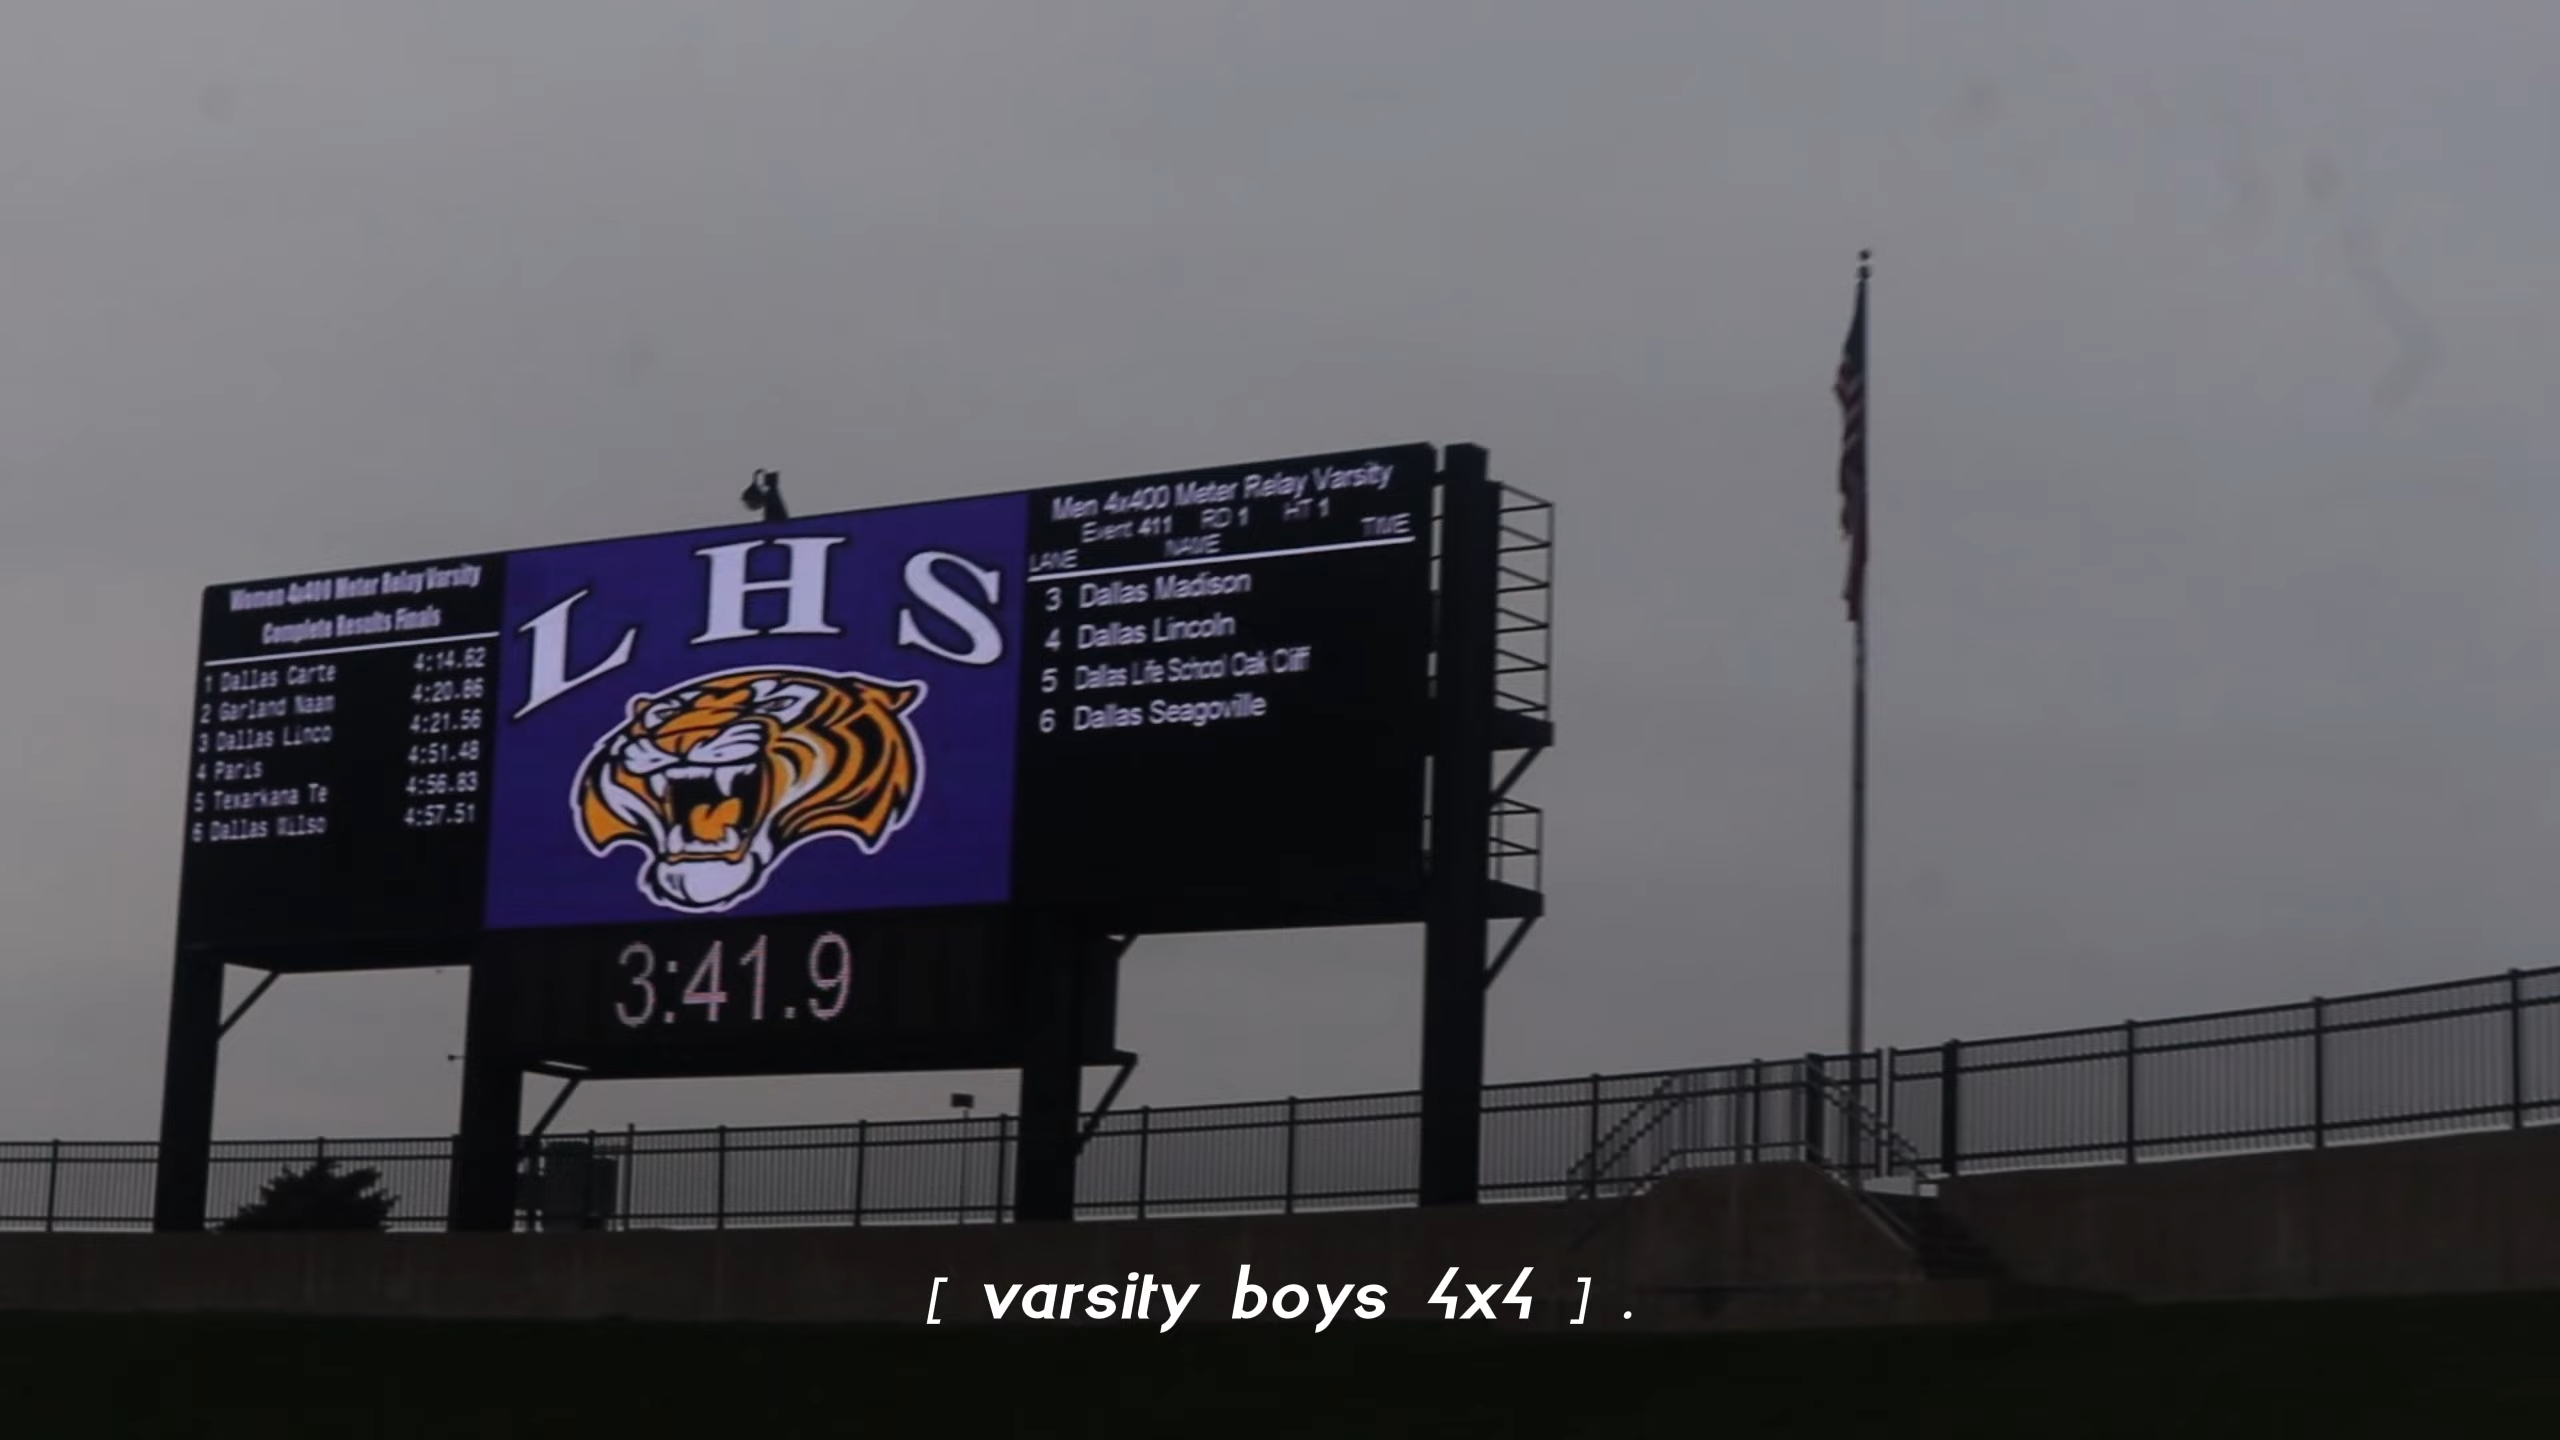 Women 4x400 Meter Relay Varsity
Complete Results Finals
1 Dallas Carte 4:14.62
2 Garland Naam 4:20.86
3 Dallas Linco 4:21.56
4 Paris 4:51.48
5 Texarkana Te 4:56.83
6 Dallas Wilso 4:57.51
LHS
3:41.9
Men 4x400 Meter Relay Varsity
Event 411 RD 1 HT 1
LANE NAME TIME
3 Dallas Madison
4 Dallas Lincoln
5 Dallas Life School Oak Cliff
6 Dallas Seagoville
[ varsity boys 4x4 ] .